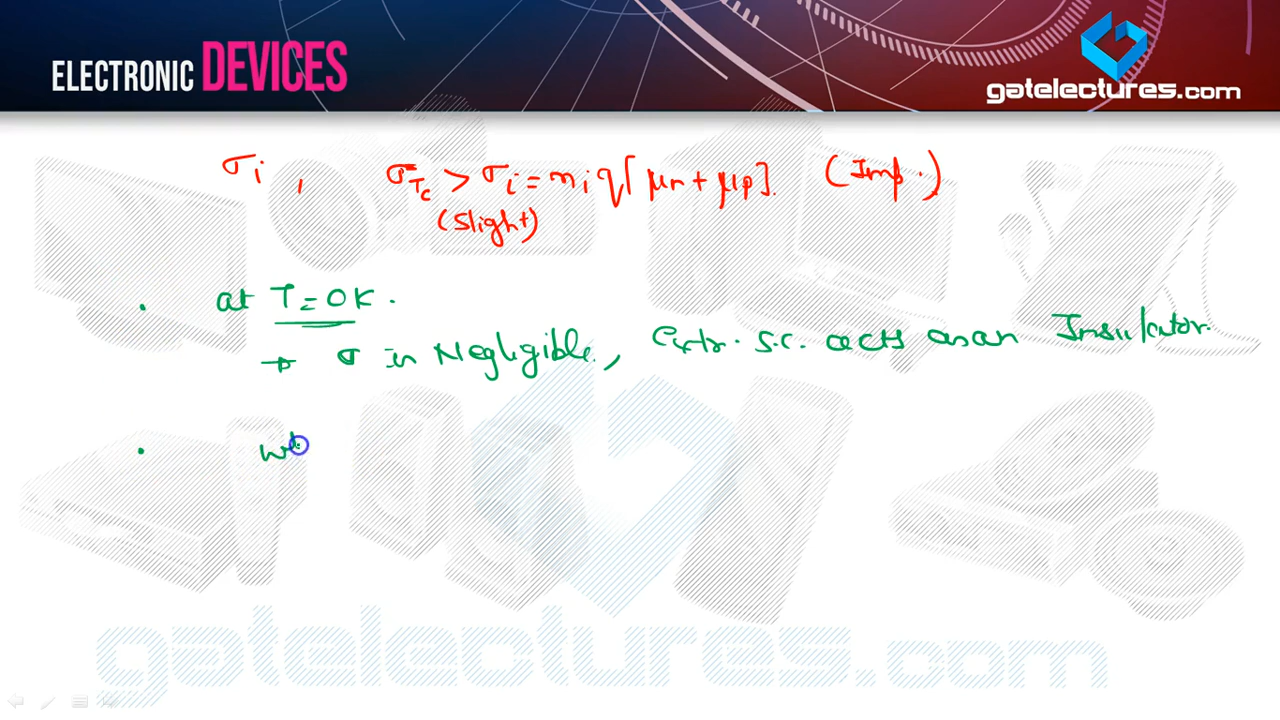 ELECTRONIC DEVICES
gatelectures.com
σi , σTc > σi = ni q [ μn + μp ]. (Imp.)
(Slight)
. at T = 0 K .
→ σ is Negligible, Extr. S.C. acts as an Insulator.
.
gatelectures.com